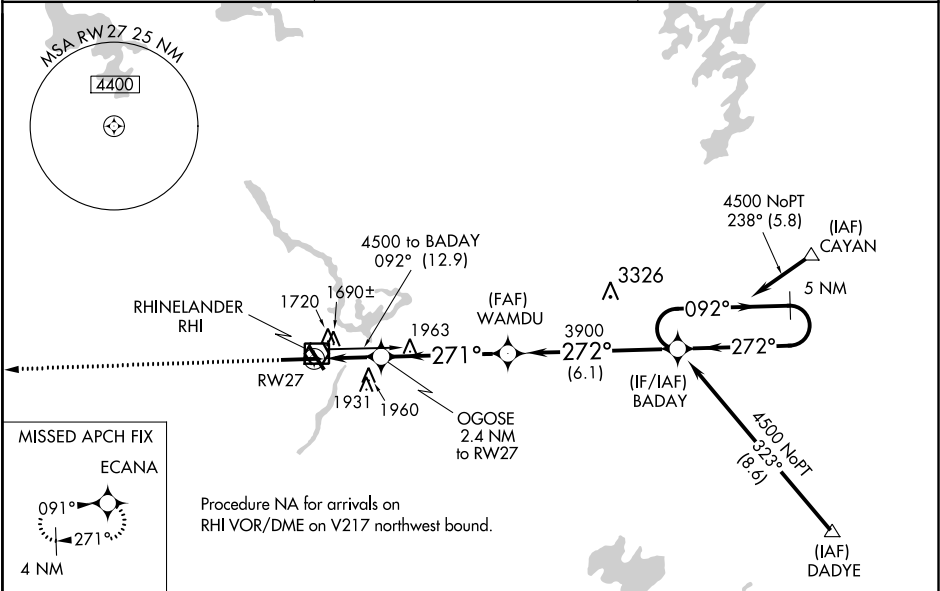 MSA RW27 25 NM
4400
4500 NoPT
238° (5.8)
(IAF)
CAYAN
4500 to BADAY
092° (12.9)
3326
5 NM
RHINELANDER
RHI
1720
1690±
(FAF)
WAMDU
092°
1963
3900
271°
272°
(6.1)
272°
RW27
(IF/IAF)
BADAY
1931
1960
OGOSE
2.4 NM
to RW27
4500 NoPT
323°
(8.6)
MISSED APCH FIX
ECANA
091°
271°
4 NM
Procedure NA for arrivals on
RHI VOR/DME on V217 northwest bound.
(IAF)
DADYE